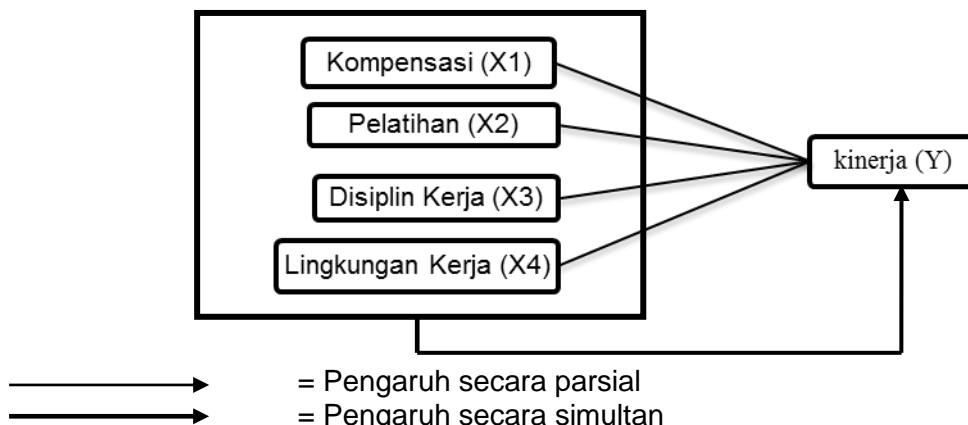 Kompensasi (X1)
Pelatihan (X2)
kinerja (Y)
Disiplin Kerja (X3)
Lingkungan Kerja (X4)
= Pengaruh secara parsial
= Pengaruh secara simultan